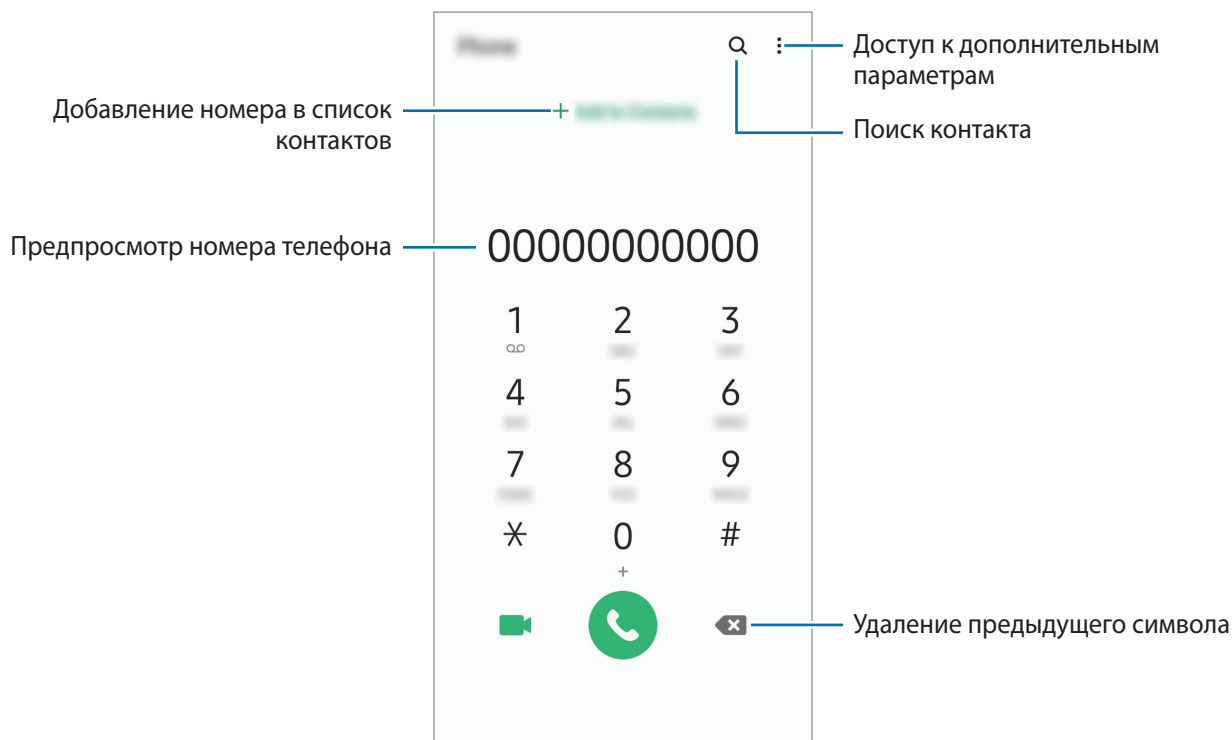 Доступ к дополнительным
параметрам
Добавление номера в список
контактов
Поиск контакта
Предпросмотр номера телефона
00000000000
1 2 3
4 5 6
7 8 9
* 0 #
+
Удаление предыдущего символа